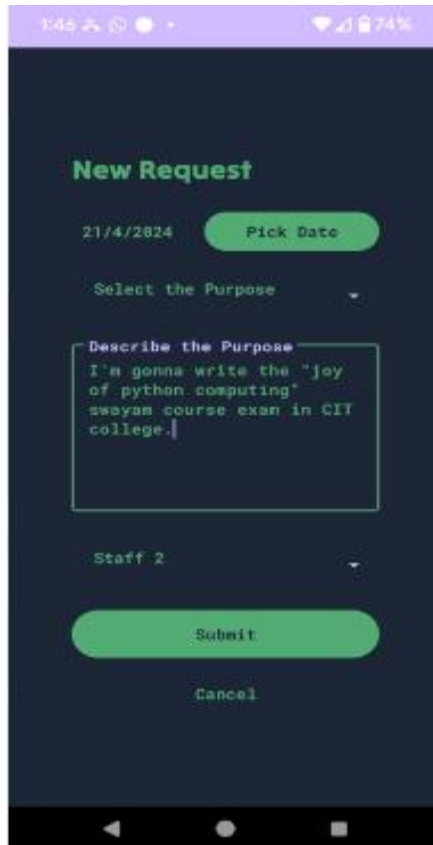 1:46
74%
New Request
21/4/2024 Pick Date
Select the Purpose
Describe the Purpose
I'm gonna write the "joy
of python computing"
swayam course exam in CIT
college.
Staff 2
Submit
Cancel